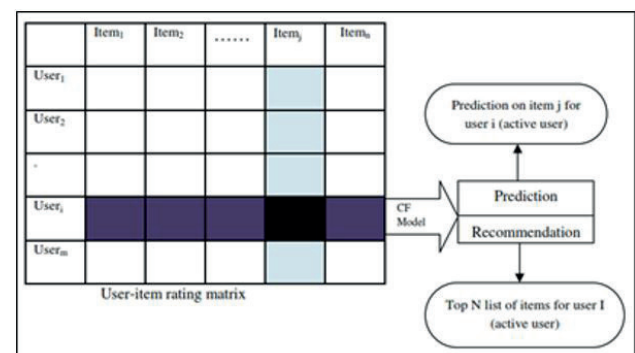 Item₁ Item₂ ...... Itemⱼ Itemₙ
User₁
User₂
.
Userᵢ
Userₘ
User-item rating matrix
CF
Model
Prediction on item j for
user i (active user)
Prediction
Recommendation
Top N list of items for user I
(active user)